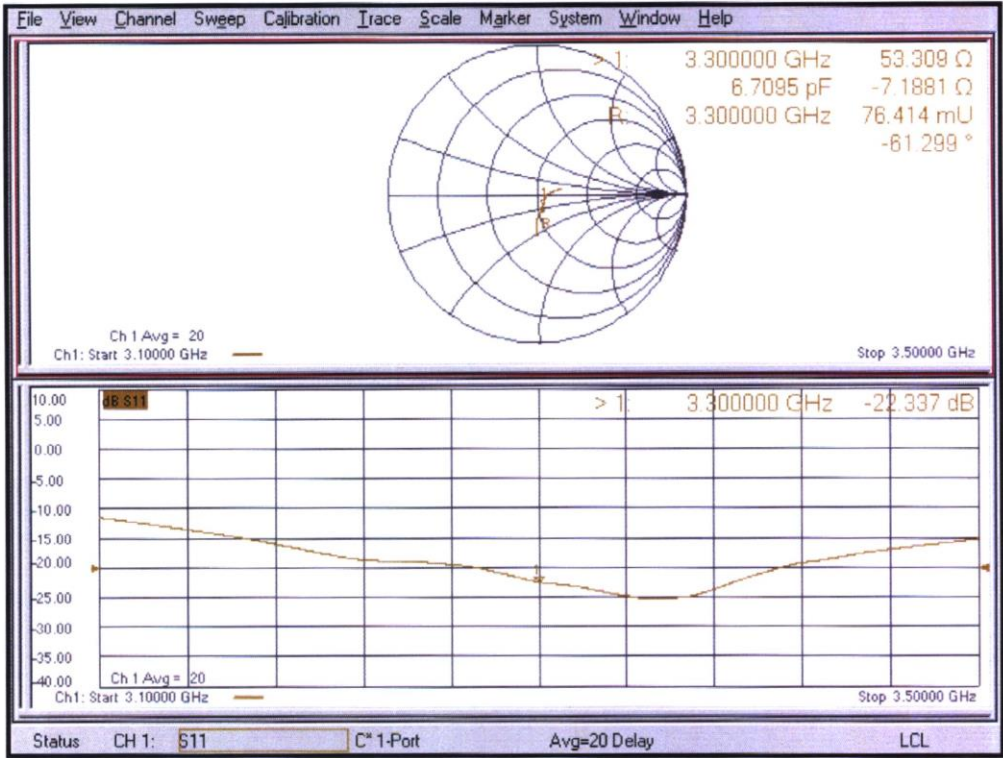 File View Channel Sweep Calibration Trace Scale Marker System Window Help
> 1: 3.300000 GHz 53.309 Ω
6.7095 pF -7.1881 Ω
R: 3.300000 GHz 76.414 mU
-61.299 °
1
R
Ch 1 Avg = 20
Ch1: Start 3.10000 GHz
Stop 3.50000 GHz
10.00
dB S11
> 1: 3.300000 GHz -22.337 dB
5.00
0.00
-5.00
-10.00
-15.00
-20.00
1
-25.00
-30.00
-35.00
-40.00
Ch 1 Avg = 20
Ch1: Start 3.10000 GHz
Stop 3.50000 GHz
Status CH 1: S11 C* 1-Port Avg=20 Delay LCL